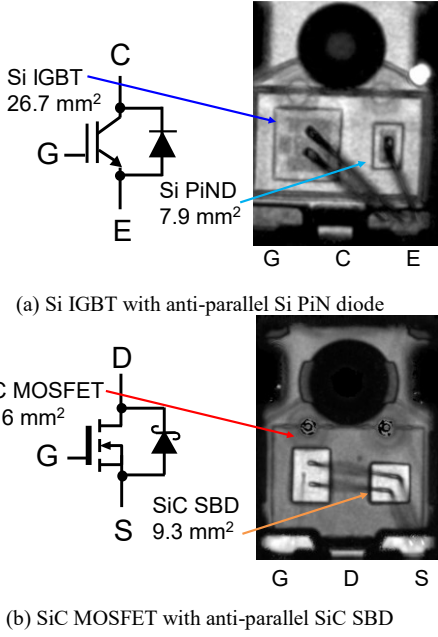 C
Si IGBT
26.7 mm²
G
Si PiND
7.9 mm²
E
G C E
(a) Si IGBT with anti-parallel Si PiN diode
D
C MOSFET
6 mm²
G
SiC SBD
9.3 mm²
S
G D S
(b) SiC MOSFET with anti-parallel SiC SBD